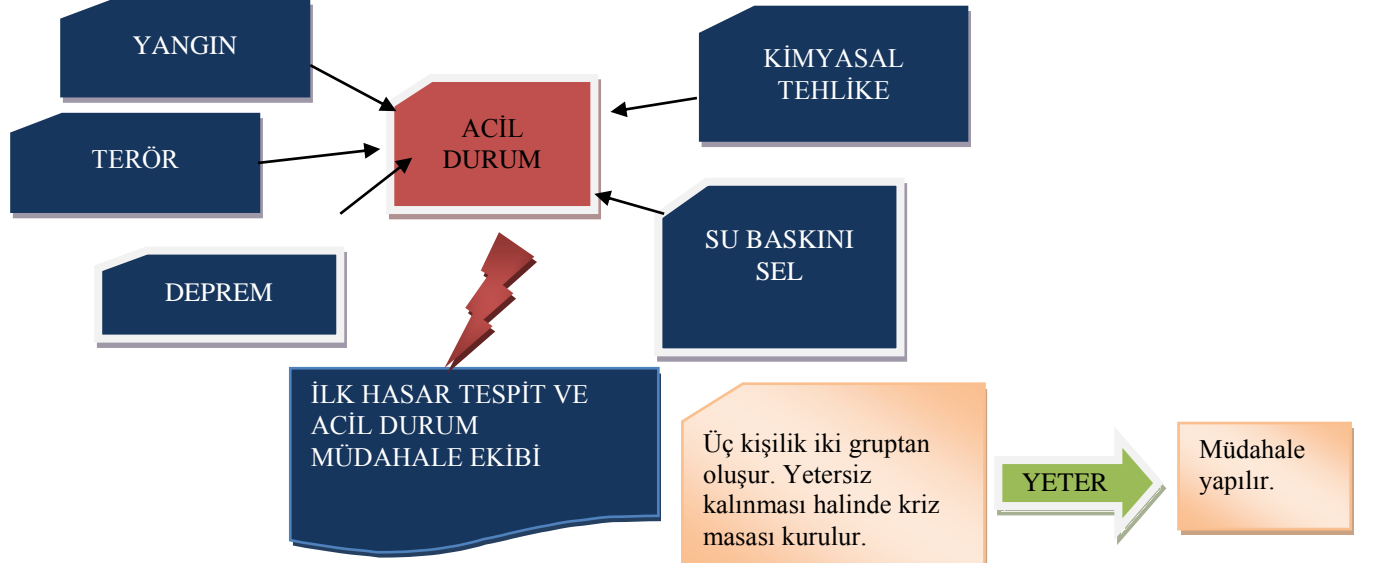 YANGIN
KİMYASAL
TEHLİKE
ACİL
DURUM
TERÖR
SU BASKINI
SEL
DEPREM
İLK HASAR TESPİT VE
ACİL DURUM
MÜDAHALE EKİBİ
Üç kişilik iki gruptan
oluşur. Yetersiz
kalınması halinde kriz
masası kurulur.
YETER
Müdahale
yapılır.